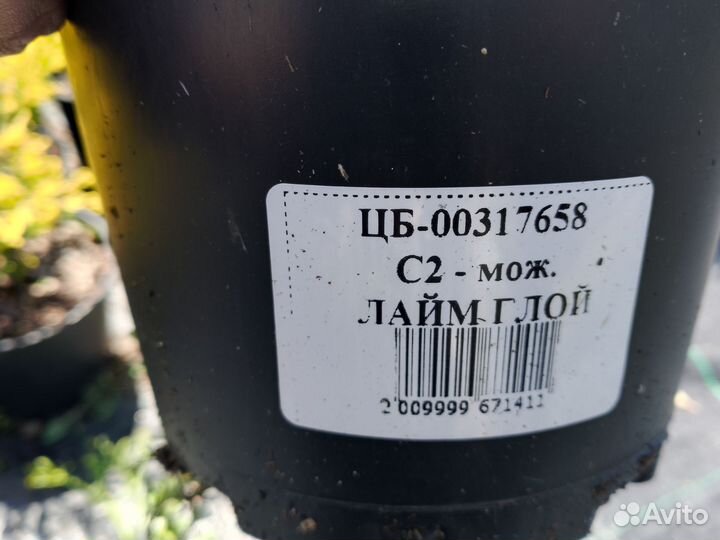 ЦБ-00317658
С2 - мож.
ЛАЙМ ГЛОЙ
2 009999 671411
Avito